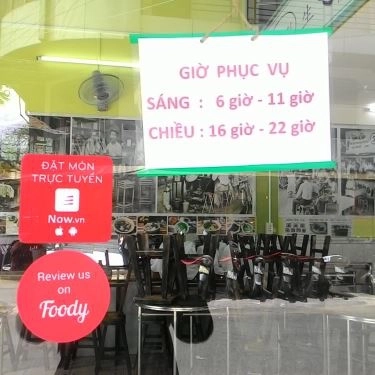 GIỜ PHỤC VỤ
SÁNG : 6 giờ - 11 giờ
CHIỀU : 16 giờ - 22 giờ
ĐẶT MÓN
TRỰC TUYẾN
Now.vn
Review us
on
Foody